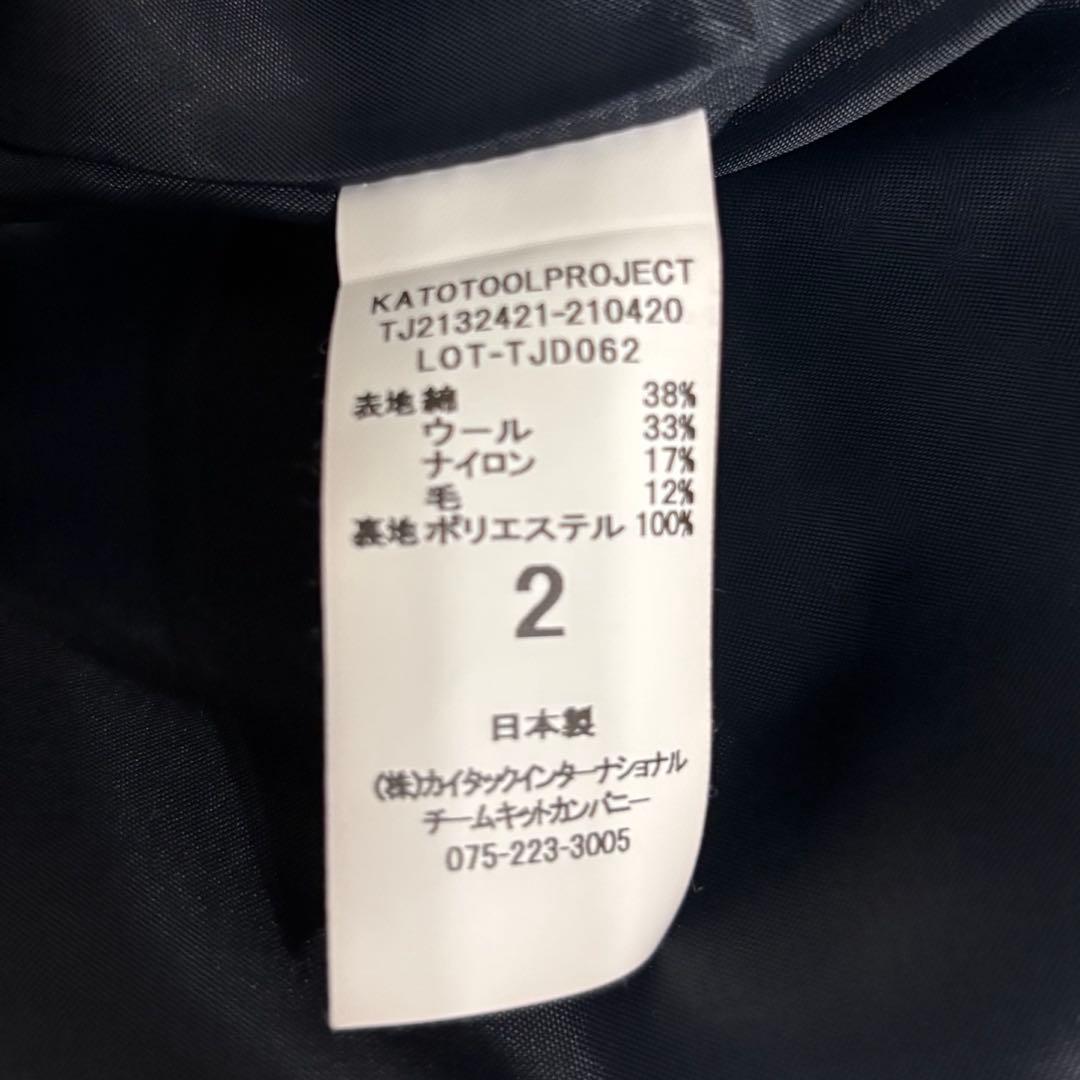 KATOTOOLPROJECT
TJ2132421-210420
LOT-TJD062
表地 綿 38%
ウール 33%
ナイロン 17%
毛 12%
裏地 ポリエステル 100%
2
日本製
(株)カイタックインターナショナル
チームキットカンパニー
075-223-3005